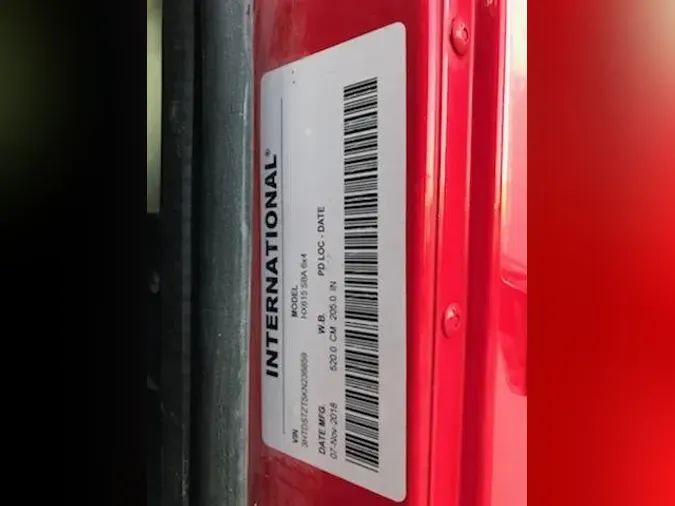 INTERNATIONAL®
VIN MODEL
HX615 SBA 6x4
DATE MFG. W.B. PD LOC - DATE
07-Nov-2018 520.0 CM 205.0 IN